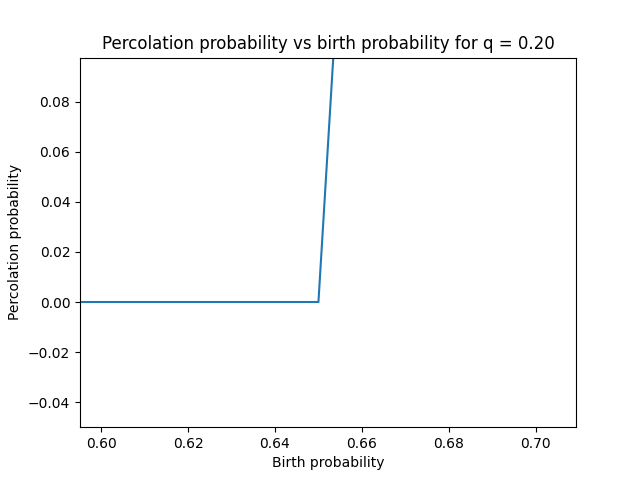 Percolation probability vs birth probability for q = 0.20
Percolation probability
0.08
0.06
0.04
0.02
0.00
−0.02
−0.04
0.60 0.62 0.64 0.66 0.68 0.70
Birth probability